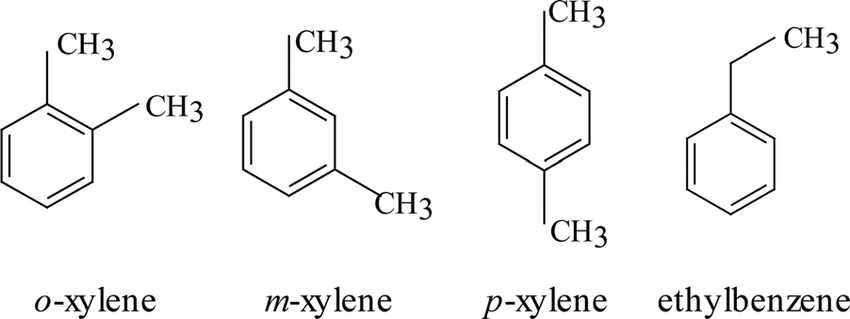 CH3
CH3
CH3
CH3
CH3
CH3
CH3
o-xylene
m-xylene
p-xylene
ethylbenzene